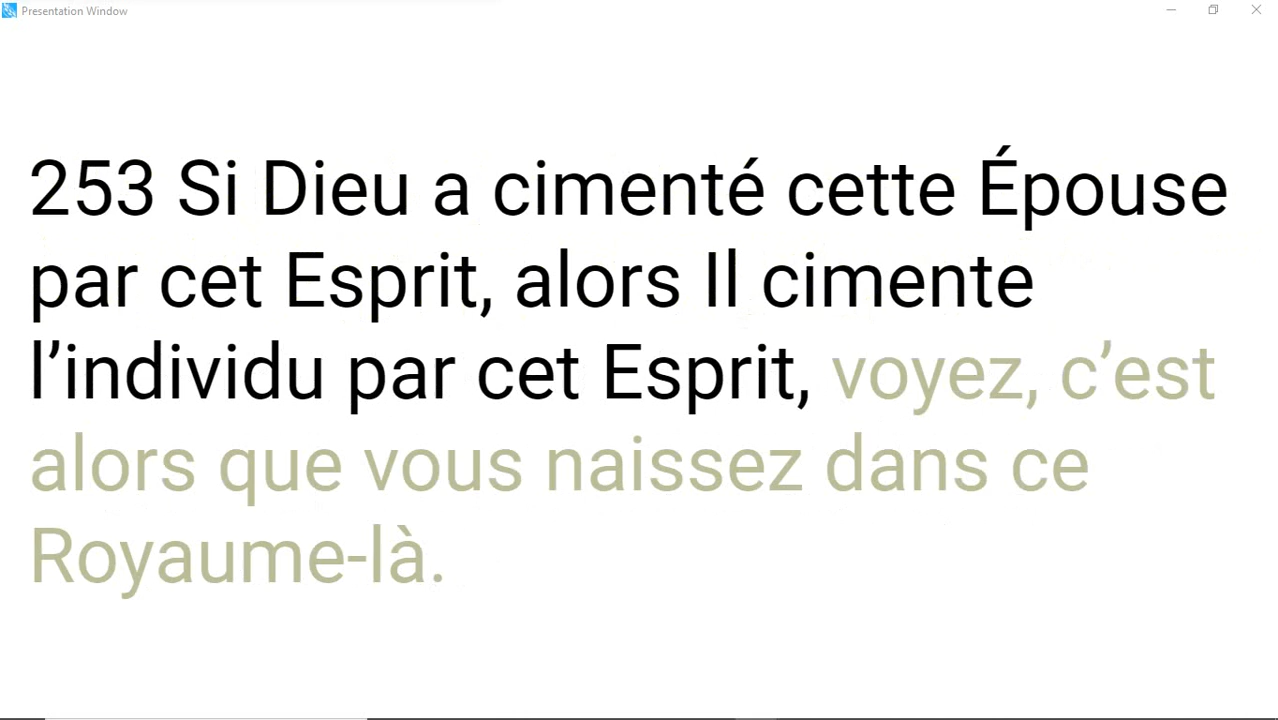 Presentation Window
253 Si Dieu a cimenté cette Épouse
par cet Esprit, alors Il cimente
l’individu par cet Esprit, voyez, c’est
alors que vous naissez dans ce
Royaume-là.